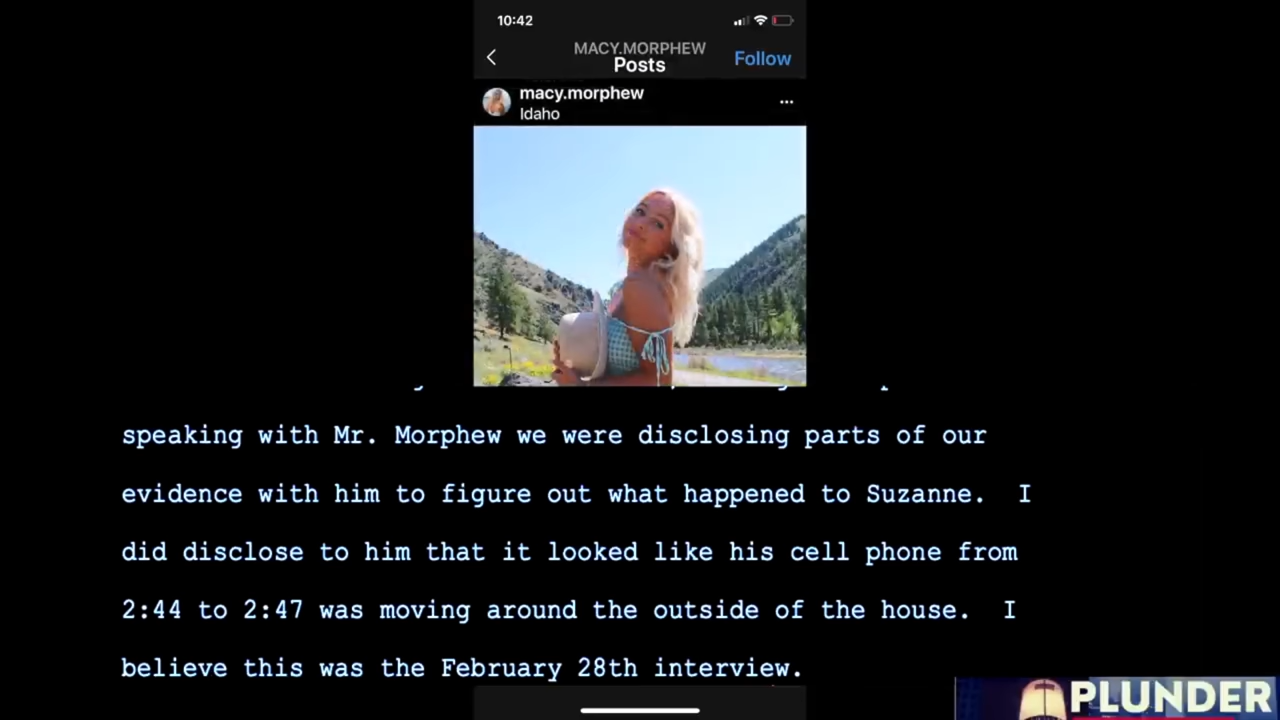 10:42
MACY.MORPHEW
Posts
Follow
macy.morphew
Idaho
speaking with Mr. Morphew we were disclosing parts of our
evidence with him to figure out what happened to Suzanne. I
did disclose to him that it looked like his cell phone from
2:44 to 2:47 was moving around the outside of the house. I
believe this was the February 28th interview.
PLUNDER